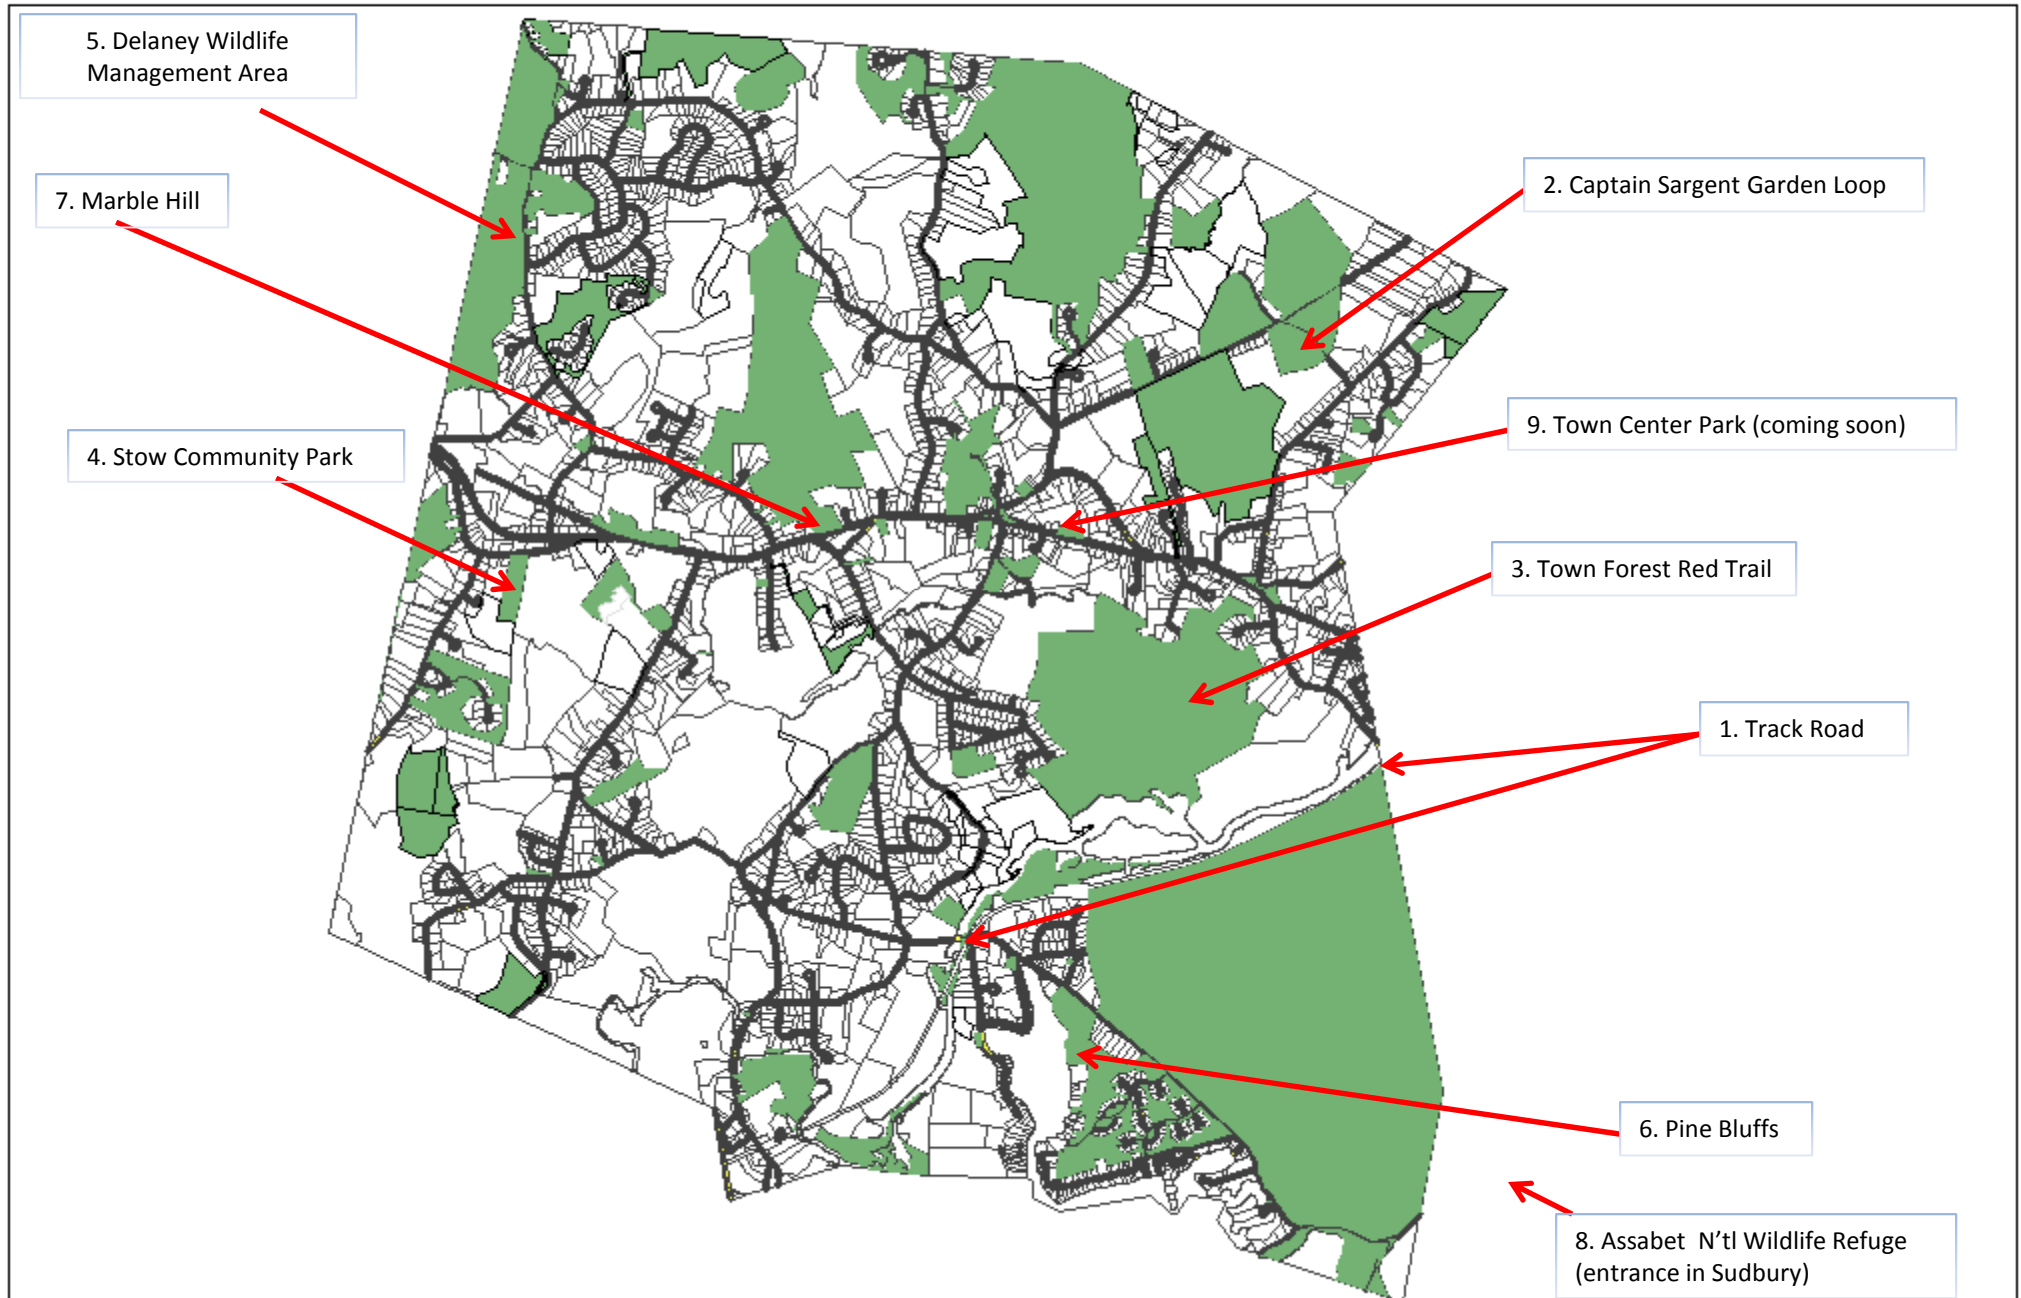 5. Delaney Wildlife
Management Area
7. Marble Hill
2. Captain Sargent Garden Loop
9. Town Center Park (coming soon)
4. Stow Community Park
3. Town Forest Red Trail
1. Track Road
6. Pine Bluffs
8. Assabet N’tl Wildlife Refuge
(entrance in Sudbury)